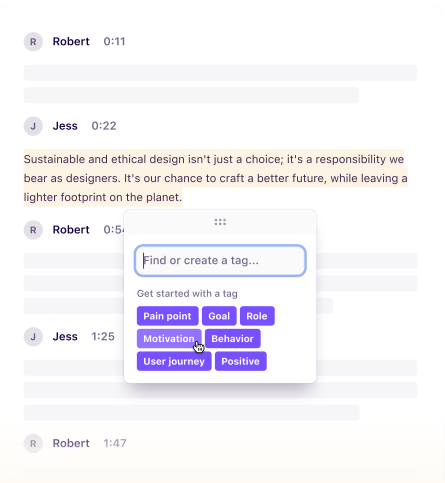 R Robert 0:11
J Jess 0:22
Sustainable and ethical design isn't just a choice; it's a responsibility we
bear as designers. It's our chance to craft a better future, while leaving a
lighter footprint on the planet.
R Robert
Find or create a tag...
Get started with a tag
Pain point Goal Role
Motivation Behavior
User journey Positive
J Jess 1:25
R Robert 1:47